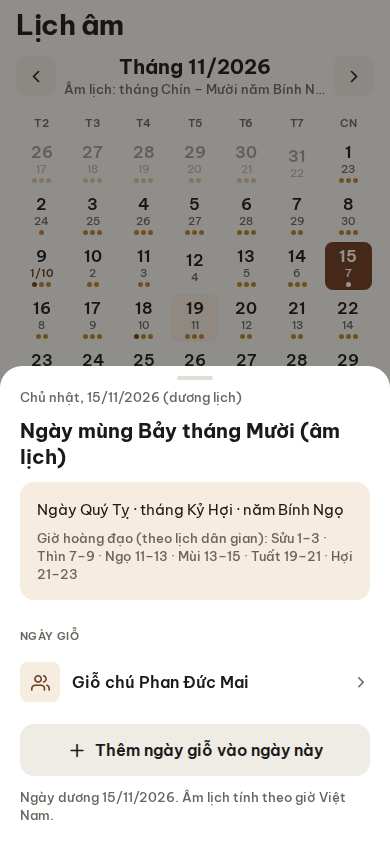 Lịch âm
Tháng 11/2026
Âm lịch: tháng Chín – Mười năm Bính N...
T2 T3 T4 T5 T6 T7 CN
26 27 28 29 30 31 1
17 18 19 20 21 22 23
2 3 4 5 6 7 8
24 25 26 27 28 29 30
9 10 11 12 13 14 15
1/10 2 3 4 5 6 7
16 17 18 19 20 21 22
8 9 10 11 12 13 14
23 24 25 26 27 28 29
Chủ nhật, 15/11/2026 (dương lịch)
Ngày mùng Bảy tháng Mười (âm
lịch)
Ngày Quý Tỵ · tháng Kỷ Hợi · năm Bính Ngọ
Giờ hoàng đạo (theo lịch dân gian): Sửu 1–3 ·
Thìn 7–9 · Ngọ 11–13 · Mùi 13–15 · Tuất 19–21 · Hợi
21–23
NGÀY GIỖ
Giỗ chú Phan Đức Mai
Thêm ngày giỗ vào ngày này
Ngày dương 15/11/2026. Âm lịch tính theo giờ Việt
Nam.